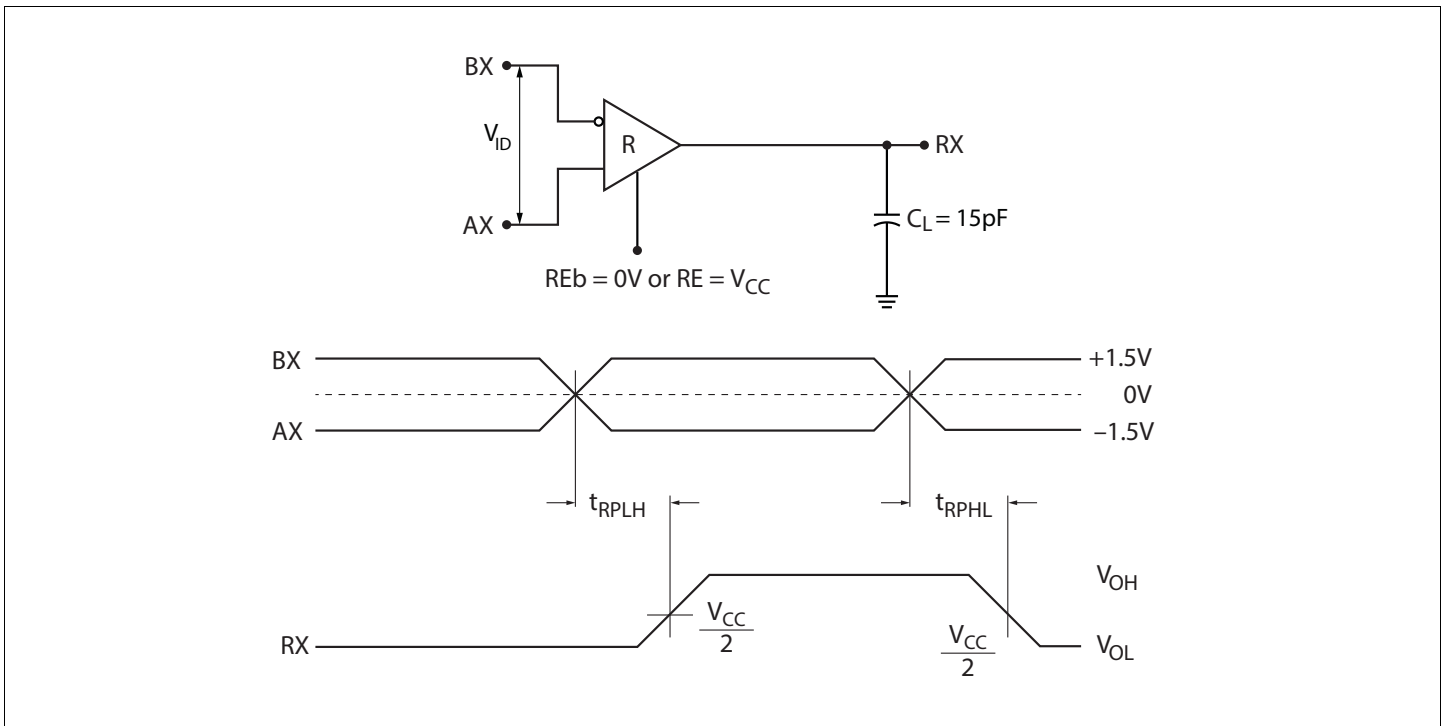 BX
V_ID
R
RX
AX
C_L = 15pF
REb = 0V or RE = V_CC
BX
+1.5V
0V
AX
–1.5V
t_RPLH
t_RPHL
V_OH
V_CC
2
V_CC
2
RX
V_OL